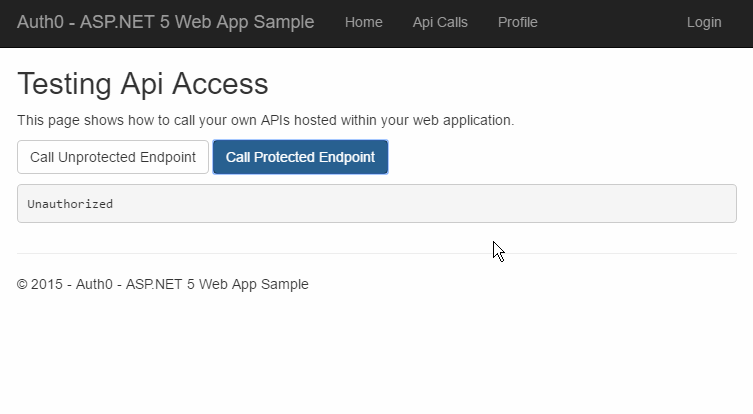 Auth0 - ASP.NET 5 Web App Sample Home Api Calls Profile Login
Testing Api Access
This page shows how to call your own APIs hosted within your web application.
Call Unprotected Endpoint Call Protected Endpoint
Unauthorized
© 2015 - Auth0 - ASP.NET 5 Web App Sample